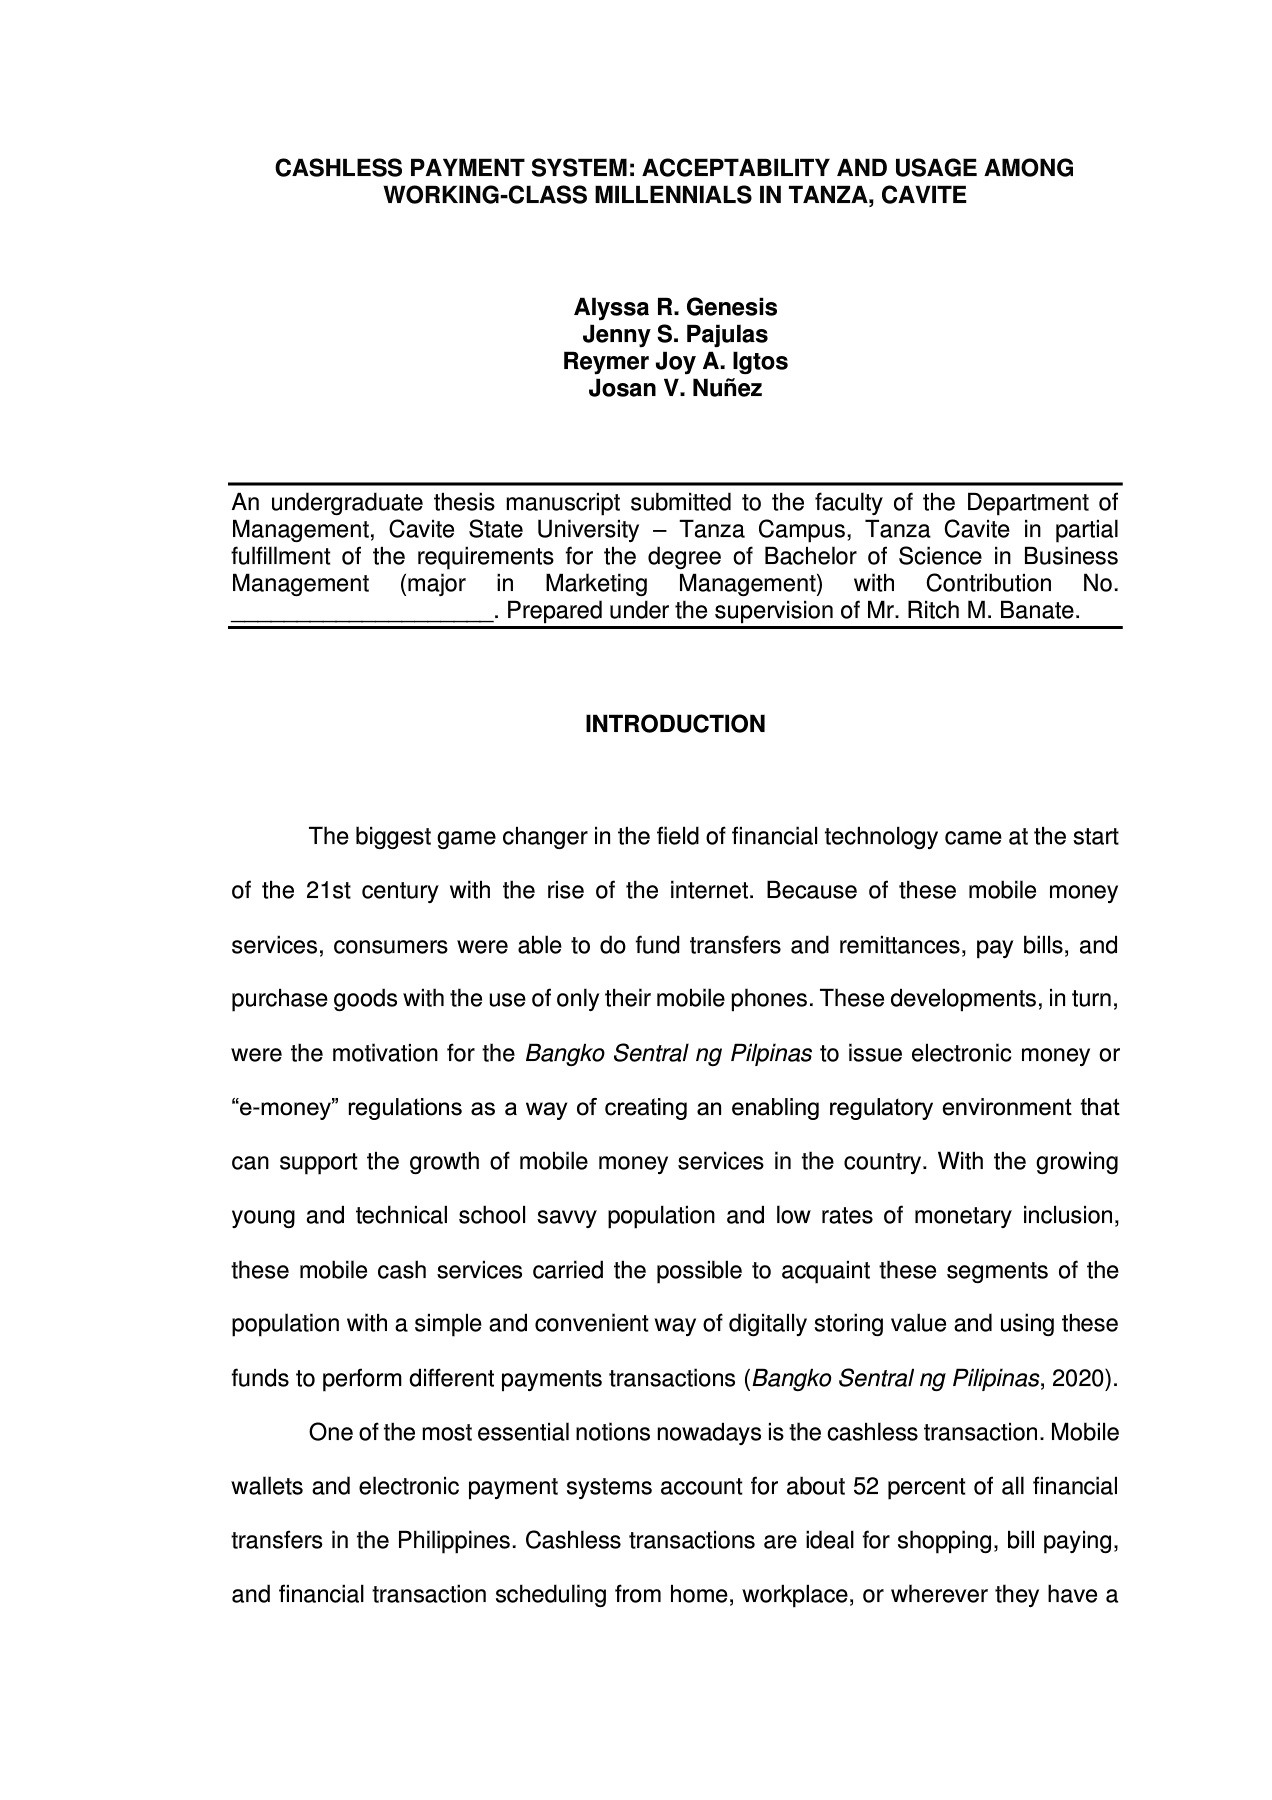 CASHLESS PAYMENT SYSTEM: ACCEPTABILITY AND USAGE AMONG
WORKING-CLASS MILLENNIALS IN TANZA, CAVITE
Alyssa R. Genesis
Jenny S. Pajulas
Reymer Joy A. Igtos
Josan V. Nuñez
An undergraduate thesis manuscript submitted to the faculty of the Department of
Management, Cavite State University – Tanza Campus, Tanza Cavite in partial
fulfillment of the requirements for the degree of Bachelor of Science in Business
Management (major in Marketing Management) with Contribution No.
_____________________. Prepared under the supervision of Mr. Ritch M. Banate.
INTRODUCTION
The biggest game changer in the field of financial technology came at the start
of the 21st century with the rise of the internet. Because of these mobile money
services, consumers were able to do fund transfers and remittances, pay bills, and
purchase goods with the use of only their mobile phones. These developments, in turn,
were the motivation for the Bangko Sentral ng Pilpinas to issue electronic money or
“e-money” regulations as a way of creating an enabling regulatory environment that
can support the growth of mobile money services in the country. With the growing
young and technical school savvy population and low rates of monetary inclusion,
these mobile cash services carried the possible to acquaint these segments of the
population with a simple and convenient way of digitally storing value and using these
funds to perform different payments transactions (Bangko Sentral ng Pilipinas, 2020).
One of the most essential notions nowadays is the cashless transaction. Mobile
wallets and electronic payment systems account for about 52 percent of all financial
transfers in the Philippines. Cashless transactions are ideal for shopping, bill paying,
and financial transaction scheduling from home, workplace, or wherever they have a